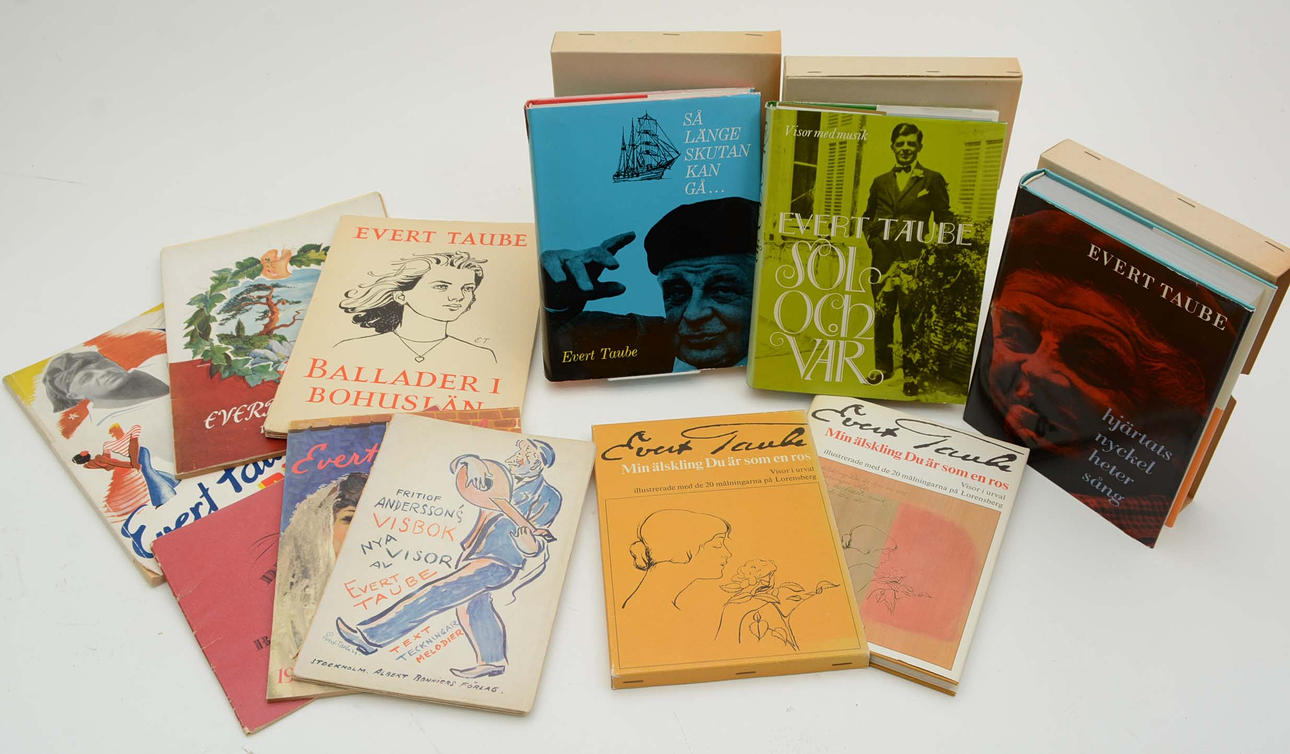 SÅ
LÄNGE
SKUTAN
KAN
GÅ...
Evert Taube
Visor med musik
EVERT TAUBE
SOL
OCH
VÅR
EVERT TAUBE
hjärtats
nyckel
heter
sång
EVERT TAUBE
ET
BALLADER I
BOHUSLÄN
Evert
FRITIOF
ANDERSSONS
VISBOK
NYA
VISOR
AV
EVERT
TAUBE
TEXT
TECKNINGAR
MELODIER
STOCKHOLM. ALBERT BONNIERS FÖRLAG.
Evert Taube
Min älskling Du är som en ros
Visor i urval
illustrerade med de 20 målningarna på Lorensberg
Evert Taube
Min älskling Du är som en ros
Visor i urval
illustrerade med de 20 målningarna på Lorensberg